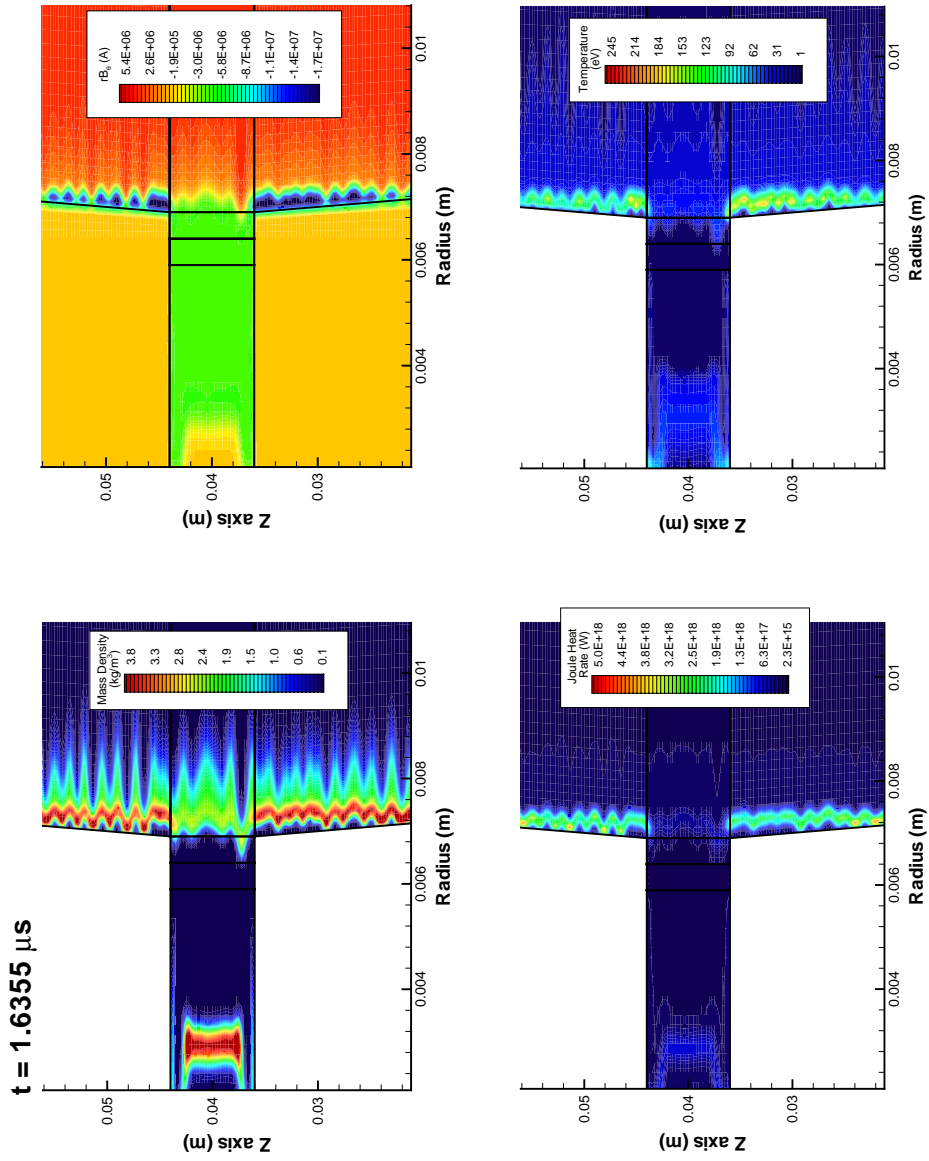 t = 1.6355 μs
Mass Density
(kg/m³)
3.8
3.3
2.8
2.4
1.9
1.5
1.0
0.6
0.1
Z axis (m)
0.05
0.04
0.03
0.004
0.006
0.008
0.01
Radius (m)
rBθ (A)
5.4E+06
2.6E+06
-1.9E+05
-3.0E+06
-5.8E+06
-8.7E+06
-1.1E+07
-1.4E+07
-1.7E+07
Z axis (m)
0.05
0.04
0.03
0.004
0.006
0.008
0.01
Radius (m)
Joule Heat
Rate (W)
5.0E+18
4.4E+18
3.8E+18
3.2E+18
2.5E+18
1.9E+18
1.3E+18
6.3E+17
2.3E+15
Z axis (m)
0.05
0.04
0.03
0.004
0.006
0.008
0.01
Radius (m)
Temperature
(eV)
245
214
184
153
123
92
62
31
1
Z axis (m)
0.05
0.04
0.03
0.004
0.006
0.008
0.01
Radius (m)